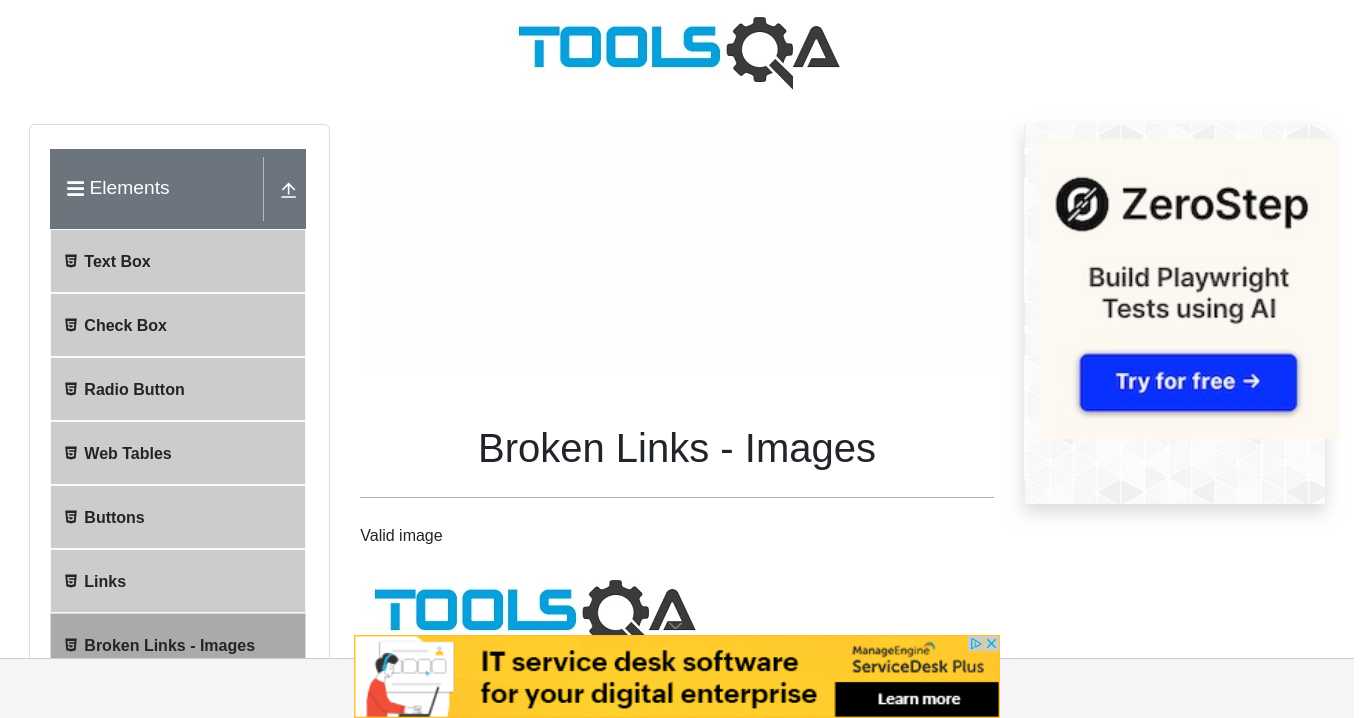 TOOLSQA
Elements
Text Box
Check Box
Radio Button
Web Tables
Buttons
Links
Broken Links - Images
Broken Links - Images
Valid image
TOOLSQA
ZeroStep
Build Playwright
Tests using AI
Try for free →
IT service desk software
for your digital enterprise
ManageEngine
ServiceDesk Plus
Learn more